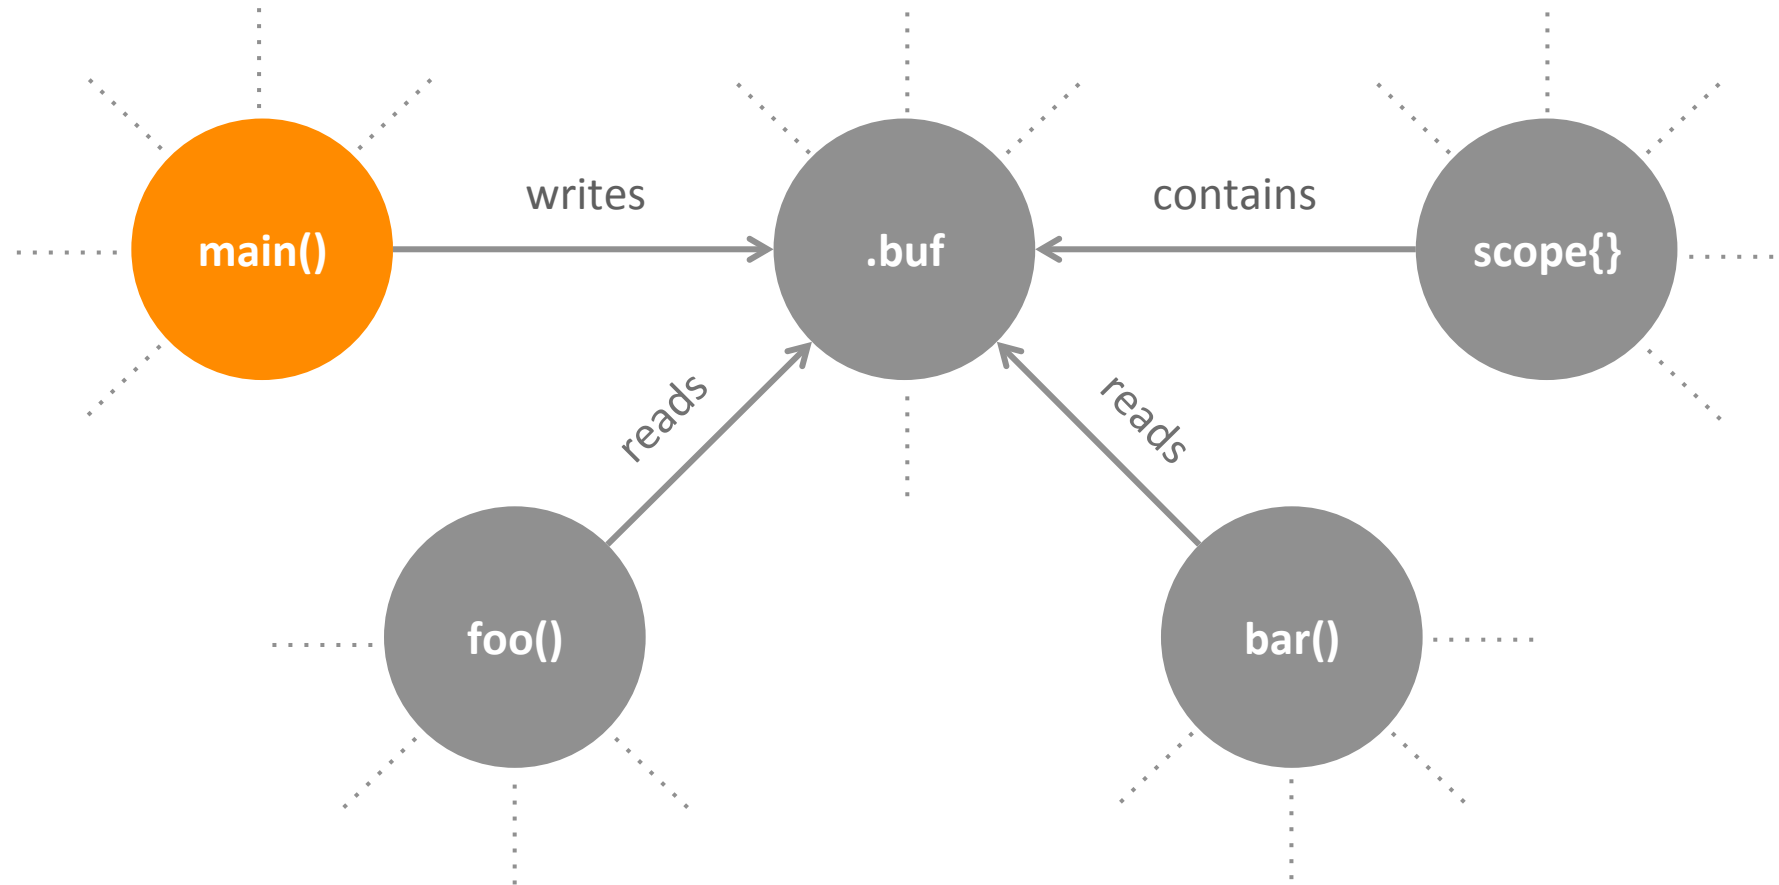 writes
contains
main()
.buf
scope{}
reads
reads
foo()
bar()